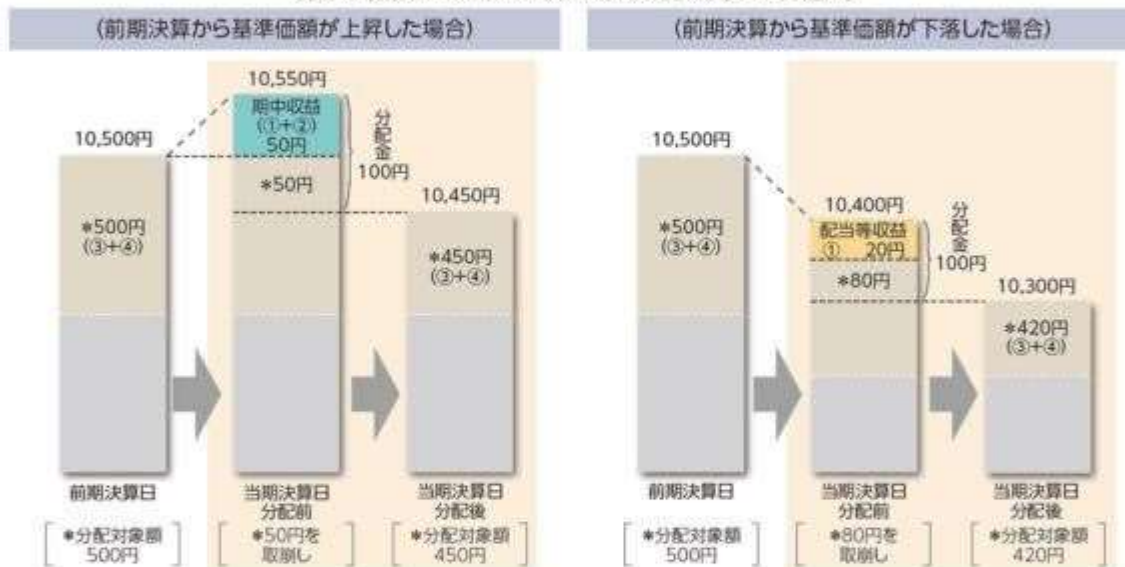 (前期決算から基準価額が上昇した場合)
10,500円
*500円
(③+④)
前期決算日
*分配対象額
500円
10,550円
期中収益
(①+②)
50円
*50円
分配金
100円
当期決算日
分配前
*50円を
取崩し
10,450円
*450円
(③+④)
当期決算日
分配後
*分配対象額
450円
(前期決算から基準価額が下落した場合)
10,500円
*500円
(③+④)
前期決算日
*分配対象額
500円
10,400円
配当等収益
① 20円
*80円
分配金
100円
当期決算日
分配前
*80円を
取崩し
10,300円
*420円
(③+④)
当期決算日
分配後
*分配対象額
420円